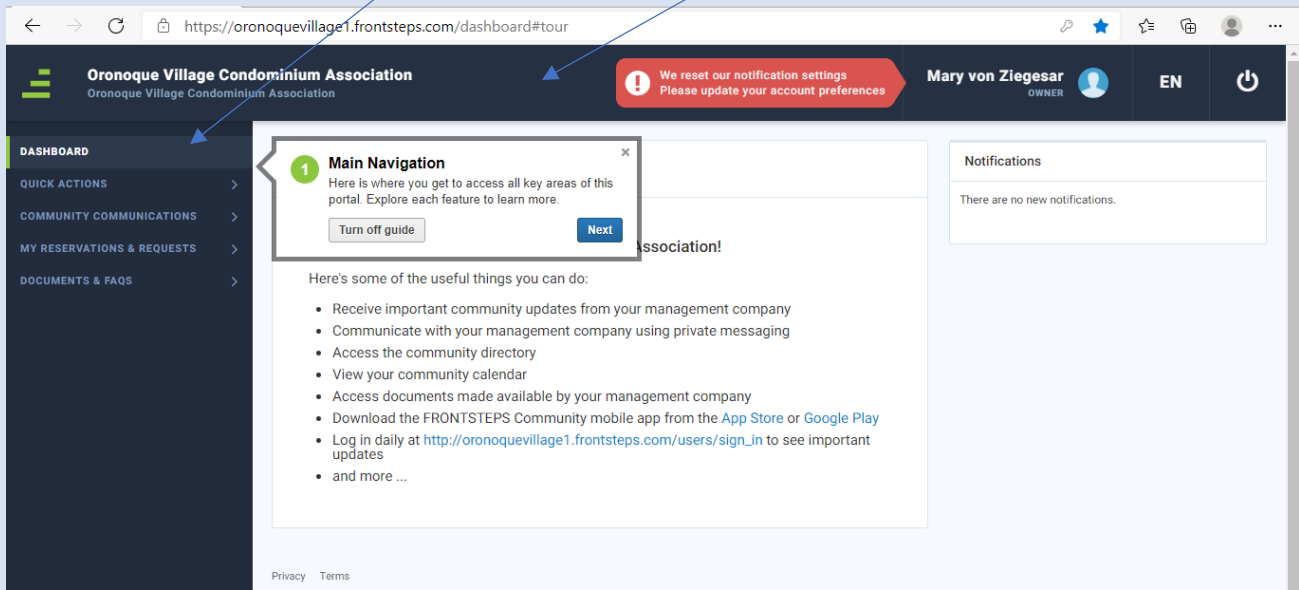 https://oronoquevillage1.frontsteps.com/dashboard#tour
Oronoque Village Condominium Association
Oronoque Village Condominium Association
We reset our notification settings
Please update your account preferences
Mary von Ziegesar
OWNER
EN
DASHBOARD
QUICK ACTIONS
COMMUNITY COMMUNICATIONS
MY RESERVATIONS & REQUESTS
DOCUMENTS & FAQS
1
Main Navigation
Here is where you get to access all key areas of this
portal. Explore each feature to learn more.
Turn off guide
Next
Association!
Here's some of the useful things you can do:
• Receive important community updates from your management company
• Communicate with your management company using private messaging
• Access the community directory
• View your community calendar
• Access documents made available by your management company
• Download the FRONTSTEPS Community mobile app from the App Store or Google Play
• Log in daily at http://oronoquevillage1.frontsteps.com/users/sign_in to see important
updates
• and more ...
Notifications
There are no new notifications.
Privacy Terms